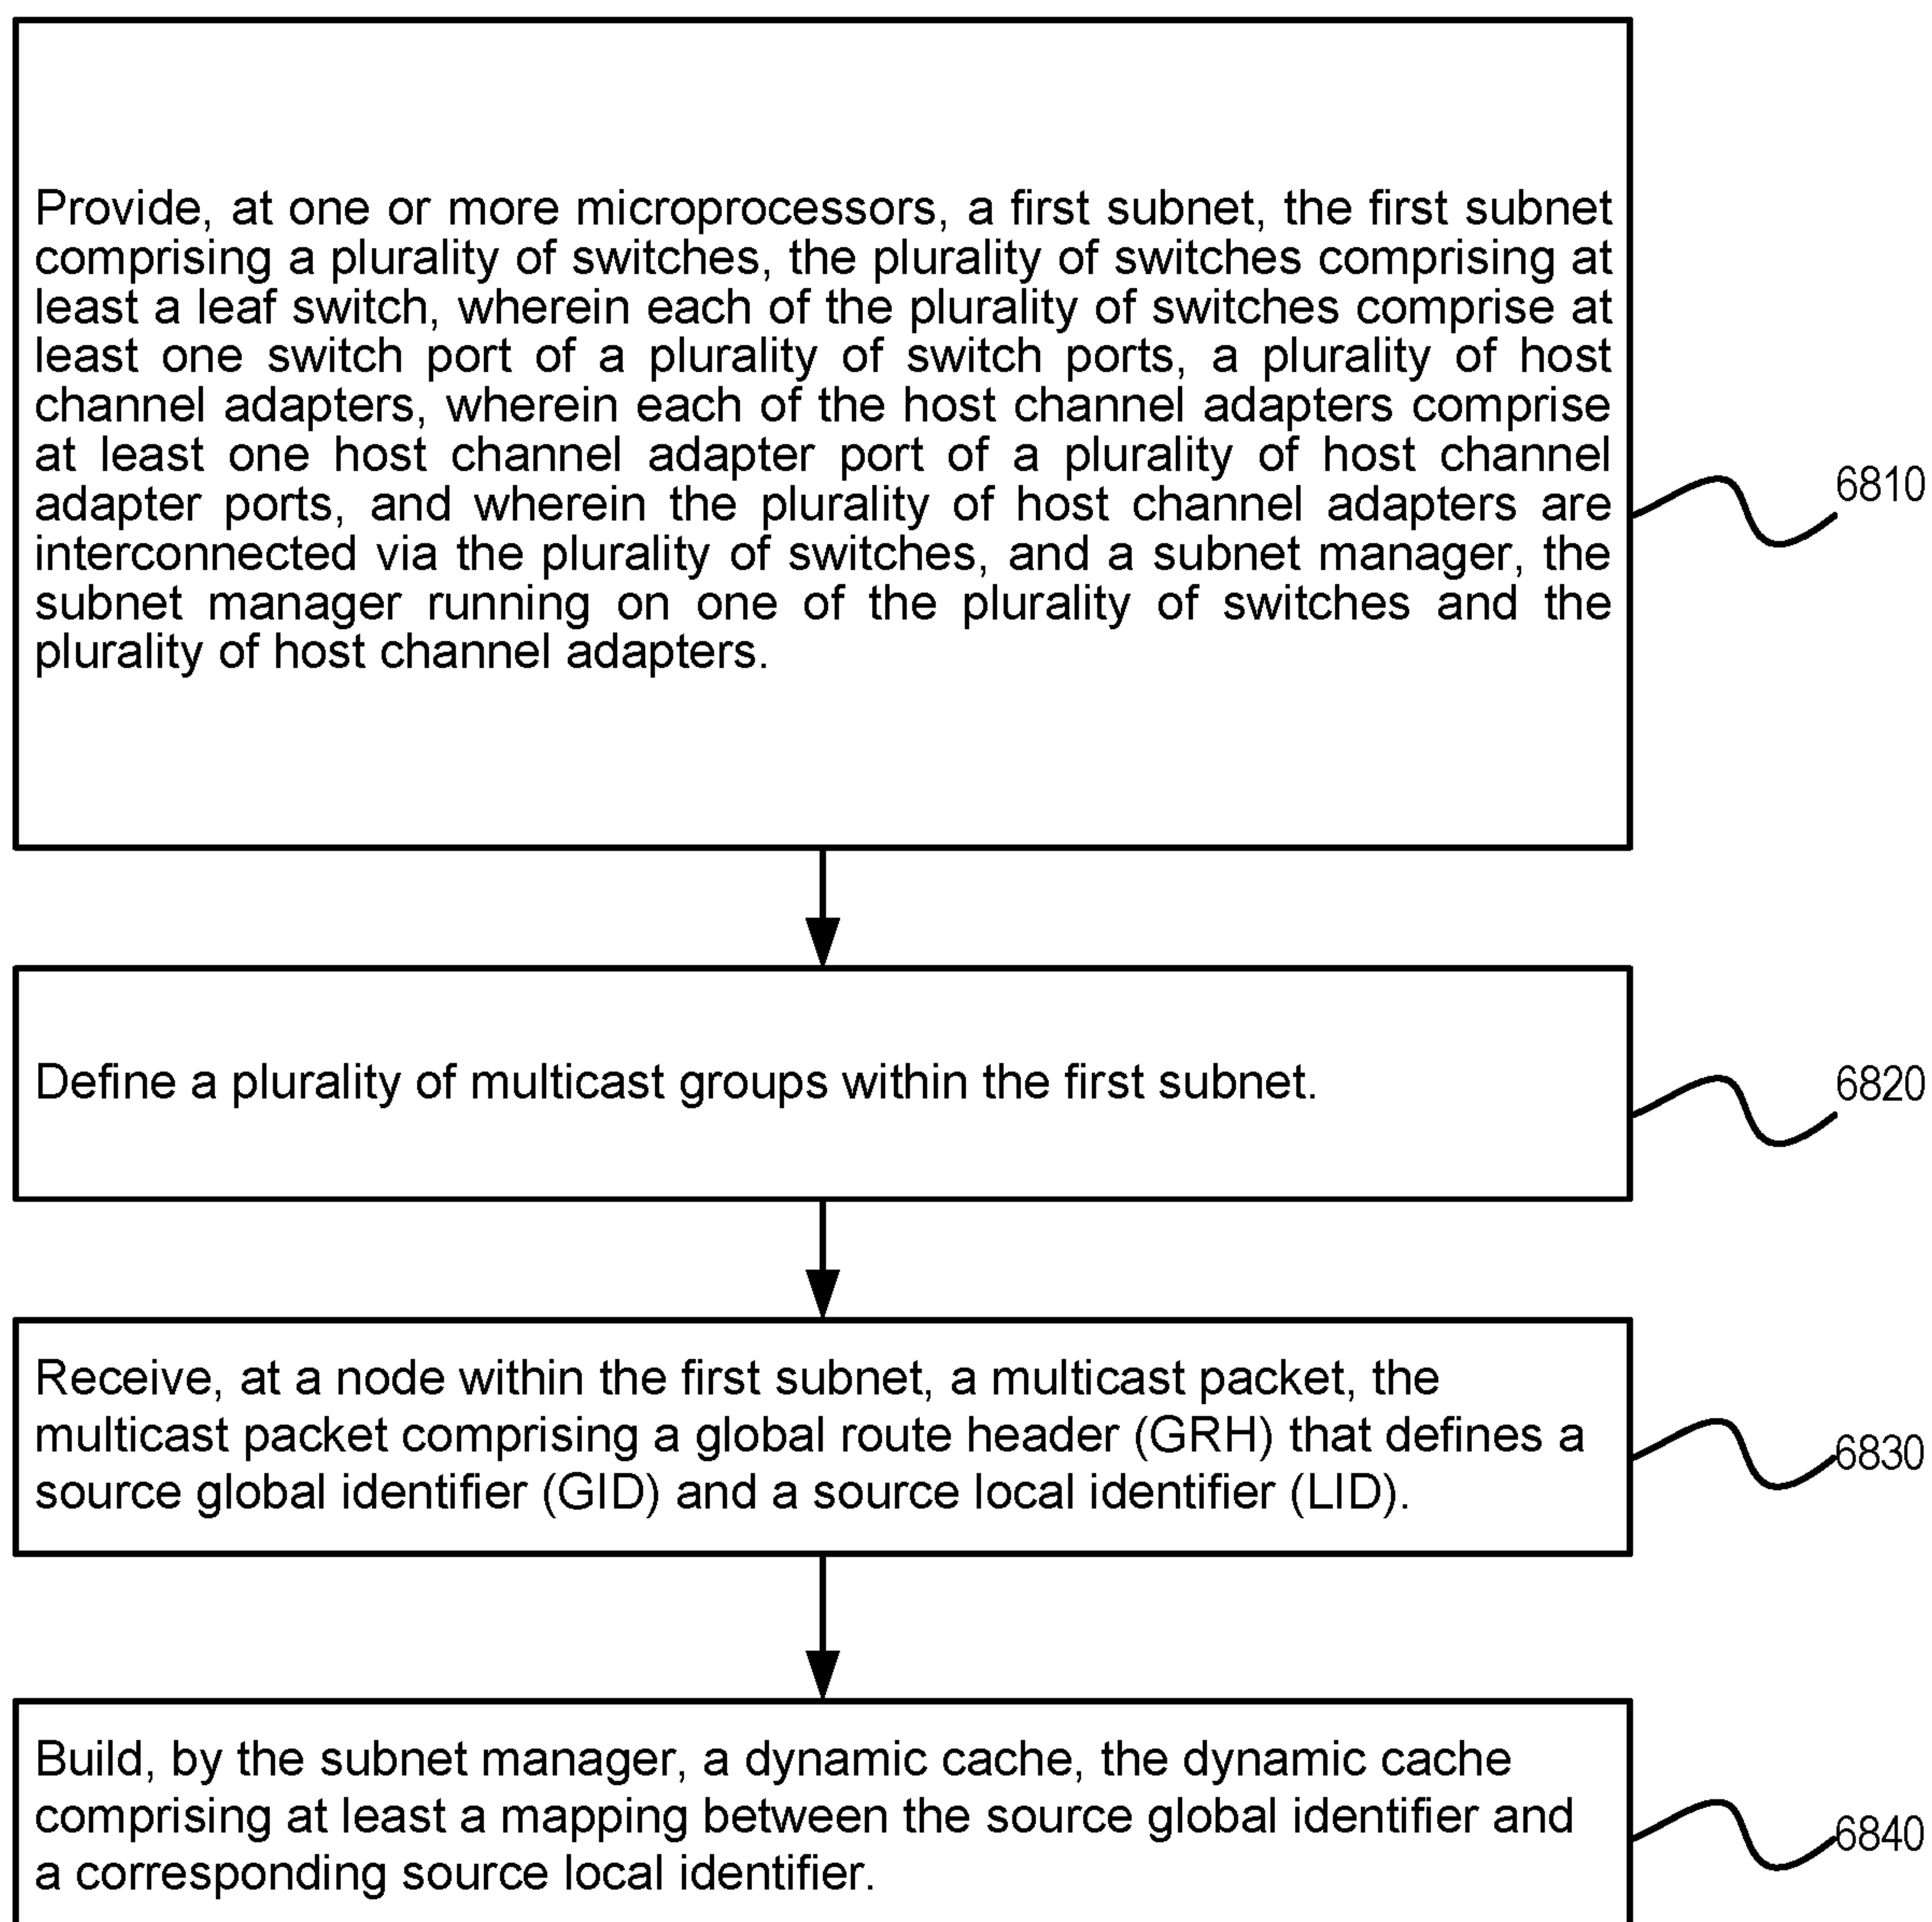 Provide, at one or more microprocessors, a first subnet, the first subnet
comprising a plurality of switches, the plurality of switches comprising at
least a leaf switch, wherein each of the plurality of switches comprise at
least one switch port of a plurality of switch ports, a plurality of host
channel adapters, wherein each of the host channel adapters comprise
at least one host channel adapter port of a plurality of host channel
adapter ports, and wherein the plurality of host channel adapters are
interconnected via the plurality of switches, and a subnet manager, the
subnet manager running on one of the plurality of switches and the
plurality of host channel adapters.
6810
Define a plurality of multicast groups within the first subnet.
6820
Receive, at a node within the first subnet, a multicast packet, the
multicast packet comprising a global route header (GRH) that defines a
source global identifier (GID) and a source local identifier (LID).
6830
Build, by the subnet manager, a dynamic cache, the dynamic cache
comprising at least a mapping between the source global identifier and
a corresponding source local identifier.
6840